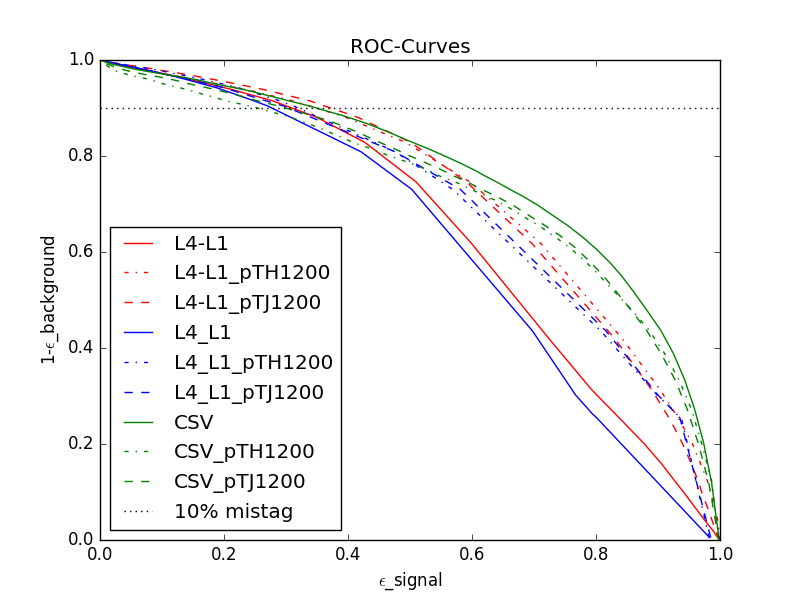 ROC-Curves
1.0
0.8
0.6
0.4
0.2
0.0
1-ϵ_background
L4-L1
L4-L1_pTH1200
L4-L1_pTJ1200
L4_L1
L4_L1_pTH1200
L4_L1_pTJ1200
CSV
CSV_pTH1200
CSV_pTJ1200
10% mistag
0.0 0.2 0.4 0.6 0.8 1.0
ϵ_signal